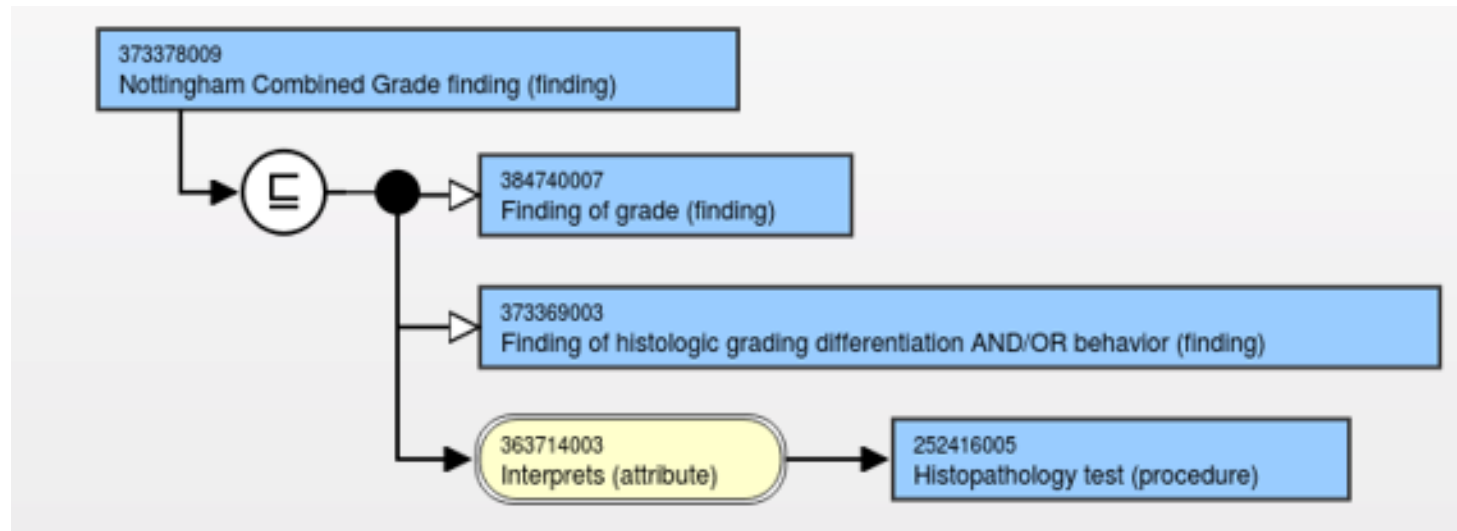 373378009
Nottingham Combined Grade finding (finding)
⊑
384740007
Finding of grade (finding)
373369003
Finding of histologic grading differentiation AND/OR behavior (finding)
363714003
Interprets (attribute)
252416005
Histopathology test (procedure)